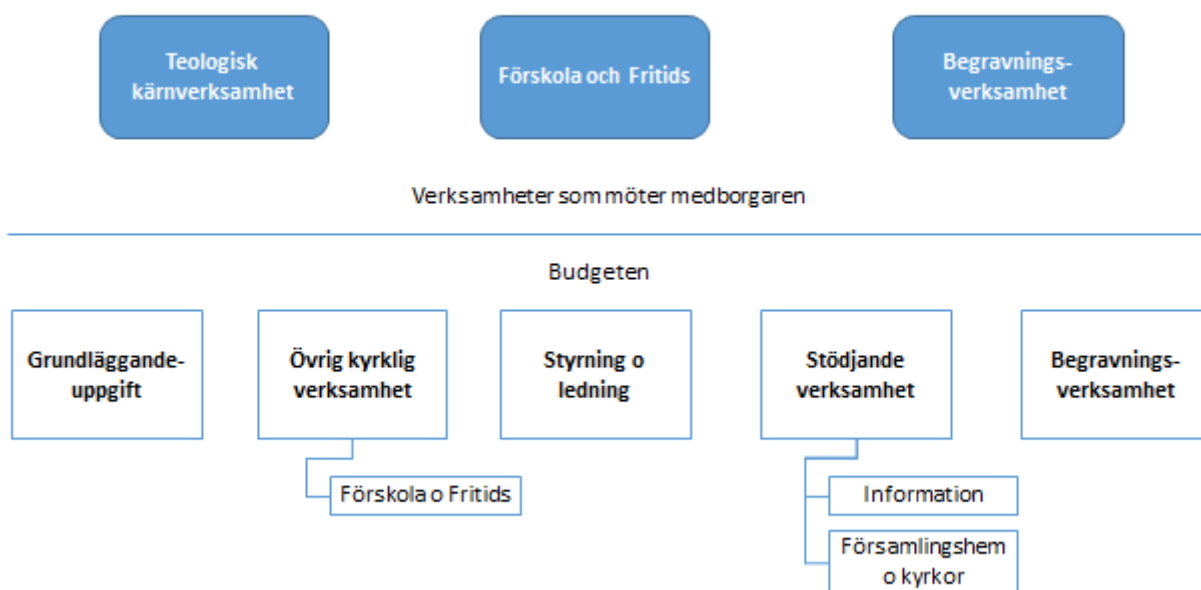 Teologisk
kärnverksamhet
Förskola och Fritids
Begravnings-
verksamhet
Verksamheter som möter medborgaren
Budgeten
Grundläggande-
uppgift
Övrig kyrklig
verksamhet
Styrning o
ledning
Stödjande
verksamhet
Begravnings-
verksamhet
Förskola o Fritids
Information
Församlingshem
o kyrkor